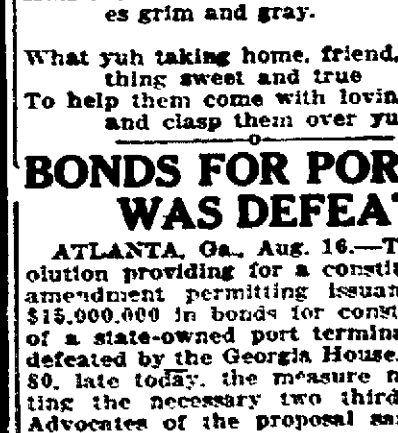 es grim and gray.
What yuh taking home, friend,
thing sweet and true
To help them come with lovin
and clasp them over yu
BONDS FOR POR
WAS DEFEAT
ATLANTA, Ga., Aug. 16.—T
olution providing for a constit
amendment permitting issuan
$15,000,000 in bonds for const
of a state-owned port termina
defeated by the Georgia House,
80, late today, the measure n
ting the necessary two third
Advocates of the proposal sa